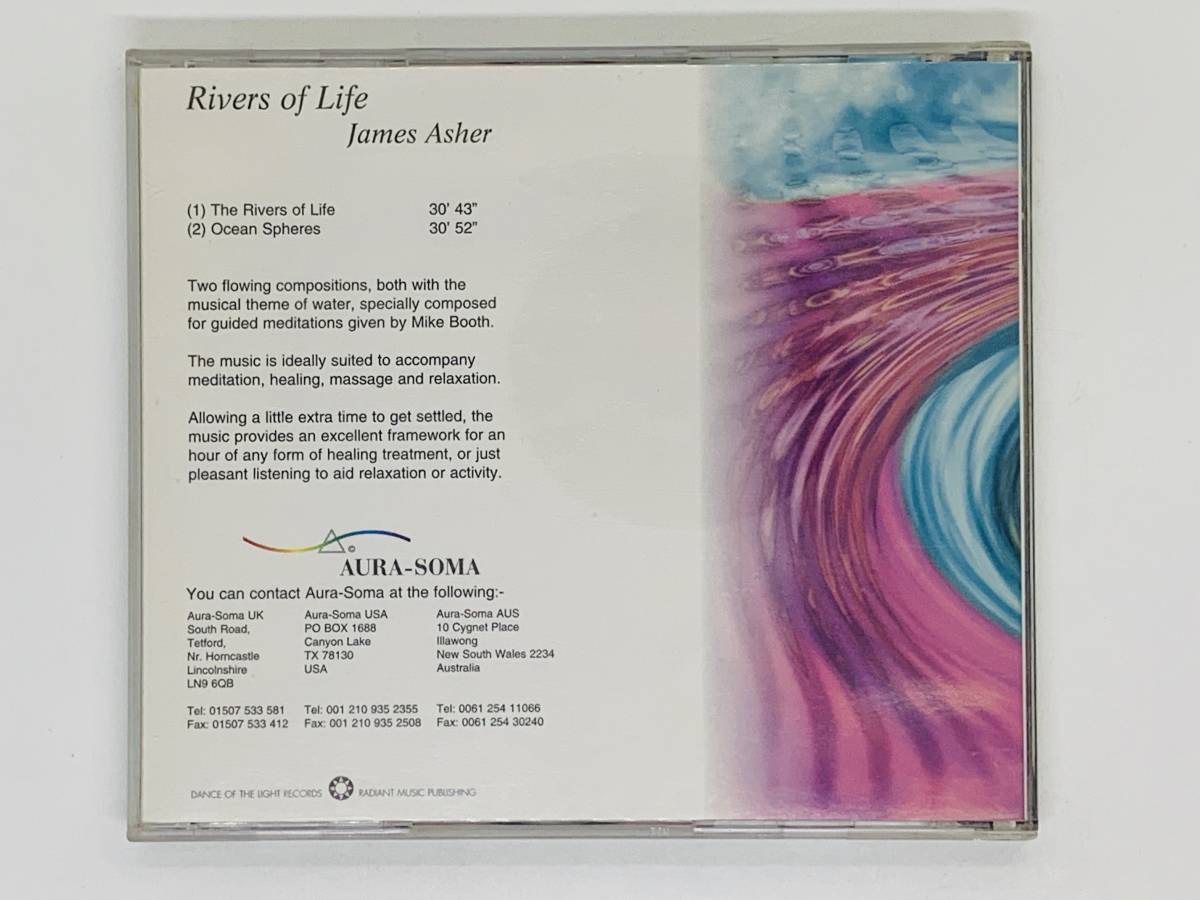 Rivers of Life
James Asher
(1) The Rivers of Life 30' 43"
(2) Ocean Spheres 30' 52"
Two flowing compositions, both with the
musical theme of water, specially composed
for guided meditations given by Mike Booth.
The music is ideally suited to accompany
meditation, healing, massage and relaxation.
Allowing a little extra time to get settled, the
music provides an excellent framework for an
hour of any form of healing treatment, or just
pleasant listening to aid relaxation or activity.
©
AURA-SOMA
You can contact Aura-Soma at the following:-
Aura-Soma UK
South Road,
Tetford,
Nr. Horncastle
Lincolnshire
LN9 6QB
Tel: 01507 533 581
Fax: 01507 533 412
Aura-Soma USA
PO BOX 1688
Canyon Lake
TX 78130
USA
Tel: 001 210 935 2355
Fax: 001 210 935 2508
Aura-Soma AUS
10 Cygnet Place
Illawong
New South Wales 2234
Australia
Tel: 0061 254 11066
Fax: 0061 254 30240
DANCE OF THE LIGHT RECORDS RADIANT MUSIC PUBLISHING